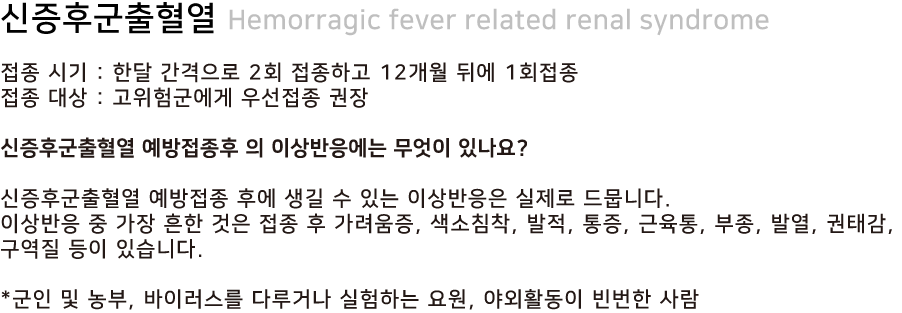 신증후군출혈열 Hemorragic fever related renal syndrome
접종 시기 : 한달 간격으로 2회 접종하고 12개월 뒤에 1회접종
접종 대상 : 고위험군에게 우선접종 권장
신증후군출혈열 예방접종후 의 이상반응에는 무엇이 있나요?
신증후군출혈열 예방접종 후에 생길 수 있는 이상반응은 실제로 드뭅니다.
이상반응 중 가장 흔한 것은 접종 후 가려움증, 색소침착, 발적, 통증, 근육통, 부종, 발열, 권태감,
구역질 등이 있습니다.
*군인 및 농부, 바이러스를 다루거나 실험하는 요원, 야외활동이 빈번한 사람